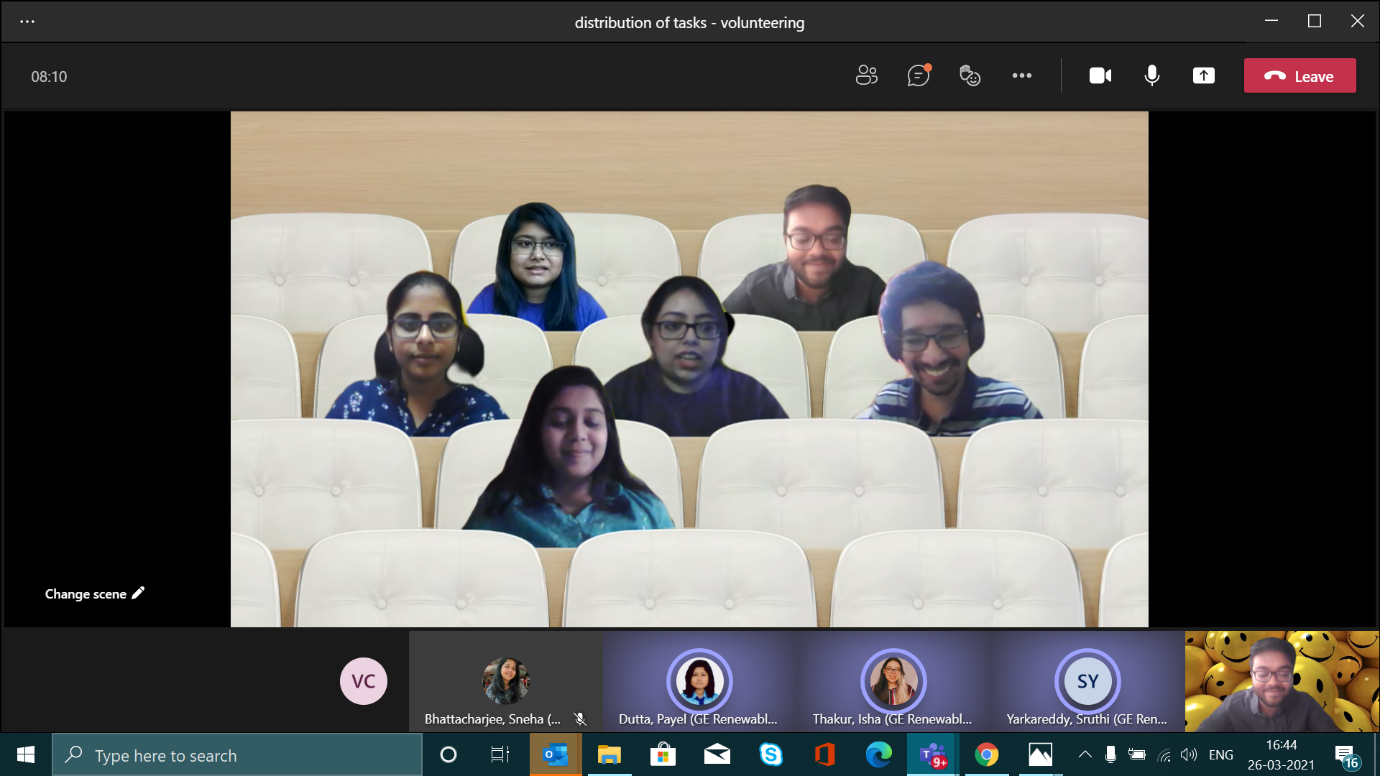 distribution of tasks - volunteering
08:10
Leave
Change scene
VC
Bhattacharjee, Sneha (...
Dutta, Payel (GE Renewabl...
Thakur, Isha (GE Renewabl...
SY
Yarkareddy, Sruthi (GE Ren...
Type here to search
9+
ENG
16:44
26-03-2021
16